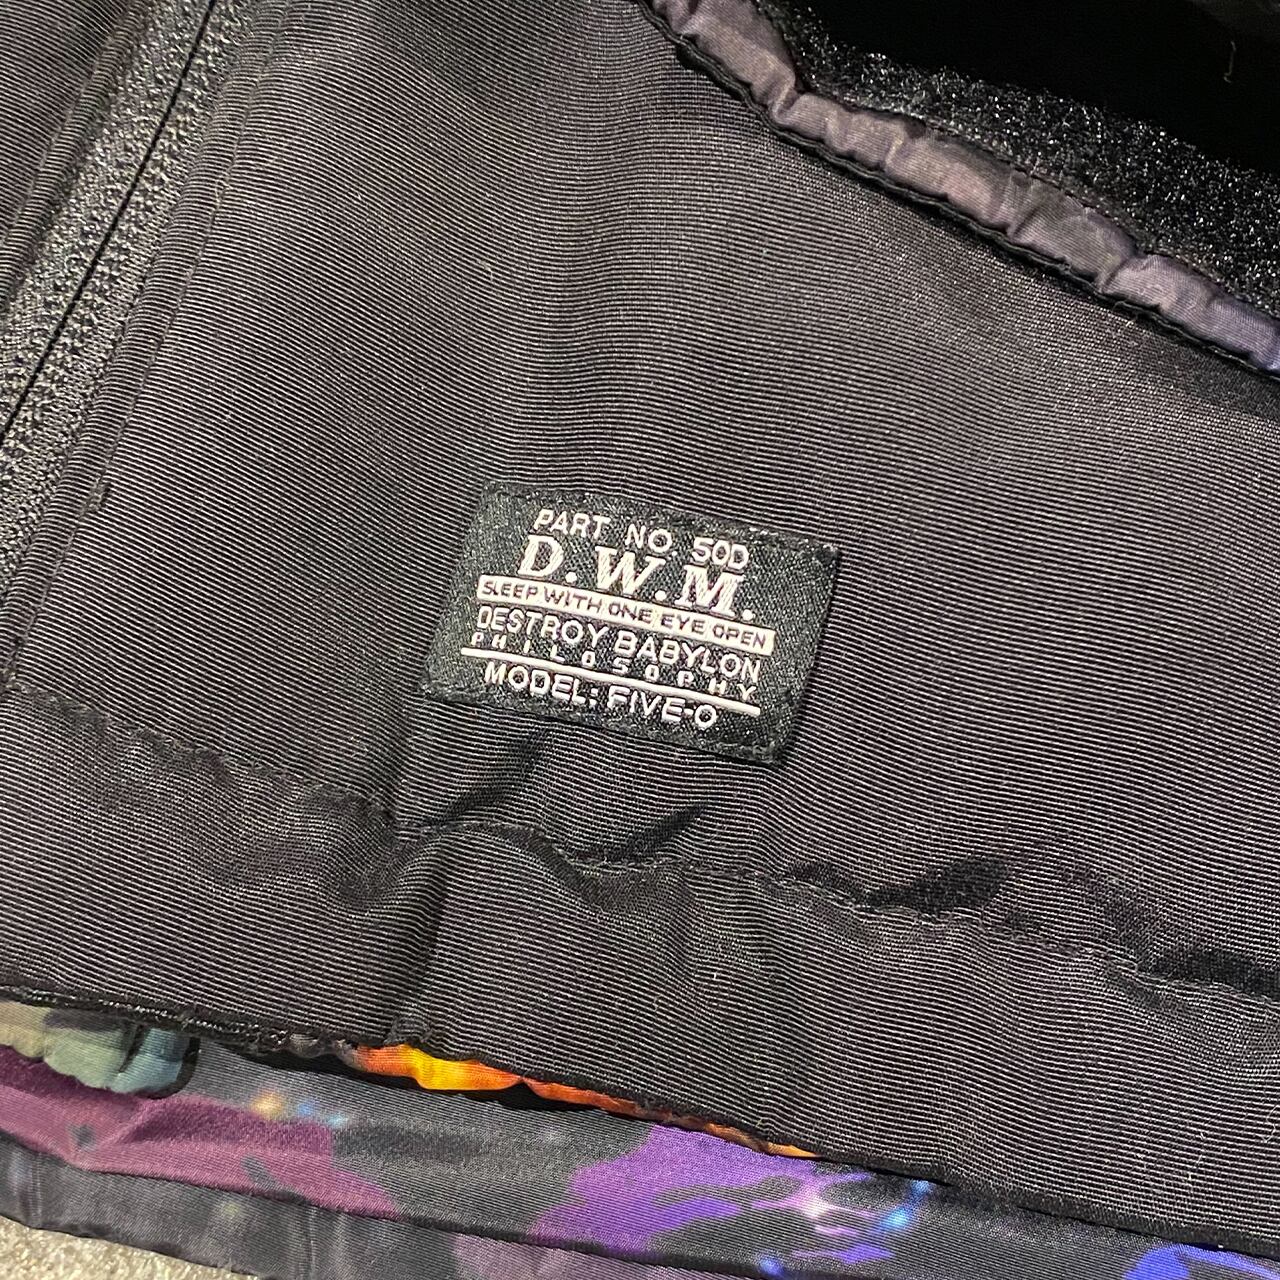 PART NO. 50D
D.W.M.
SLEEP WITH ONE EYE OPEN
DESTROY BABYLON
PHILOSOPHY
MODEL: FIVE-O